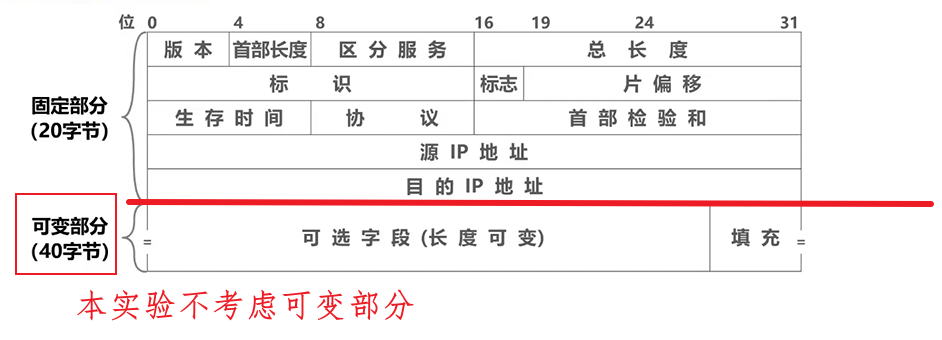 位 0 4 8 16 19 24 31
版 本 首部长度 区 分 服 务 总 长 度
标 识 标志 片 偏 移
固定部分
(20字节)
生 存 时 间 协 议 首 部 检 验 和
源 IP 地 址
目 的 IP 地 址
可变部分
(40字节)
= 可 选 字 段 (长 度 可 变) 填 充 =
本实验不考虑可变部分